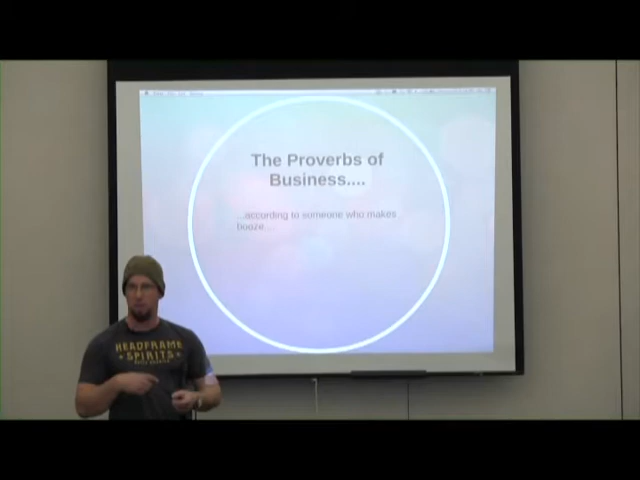 The Proverbs of
Business....
...according to someone who makes
booze...
HEADFRAME
SPIRITS